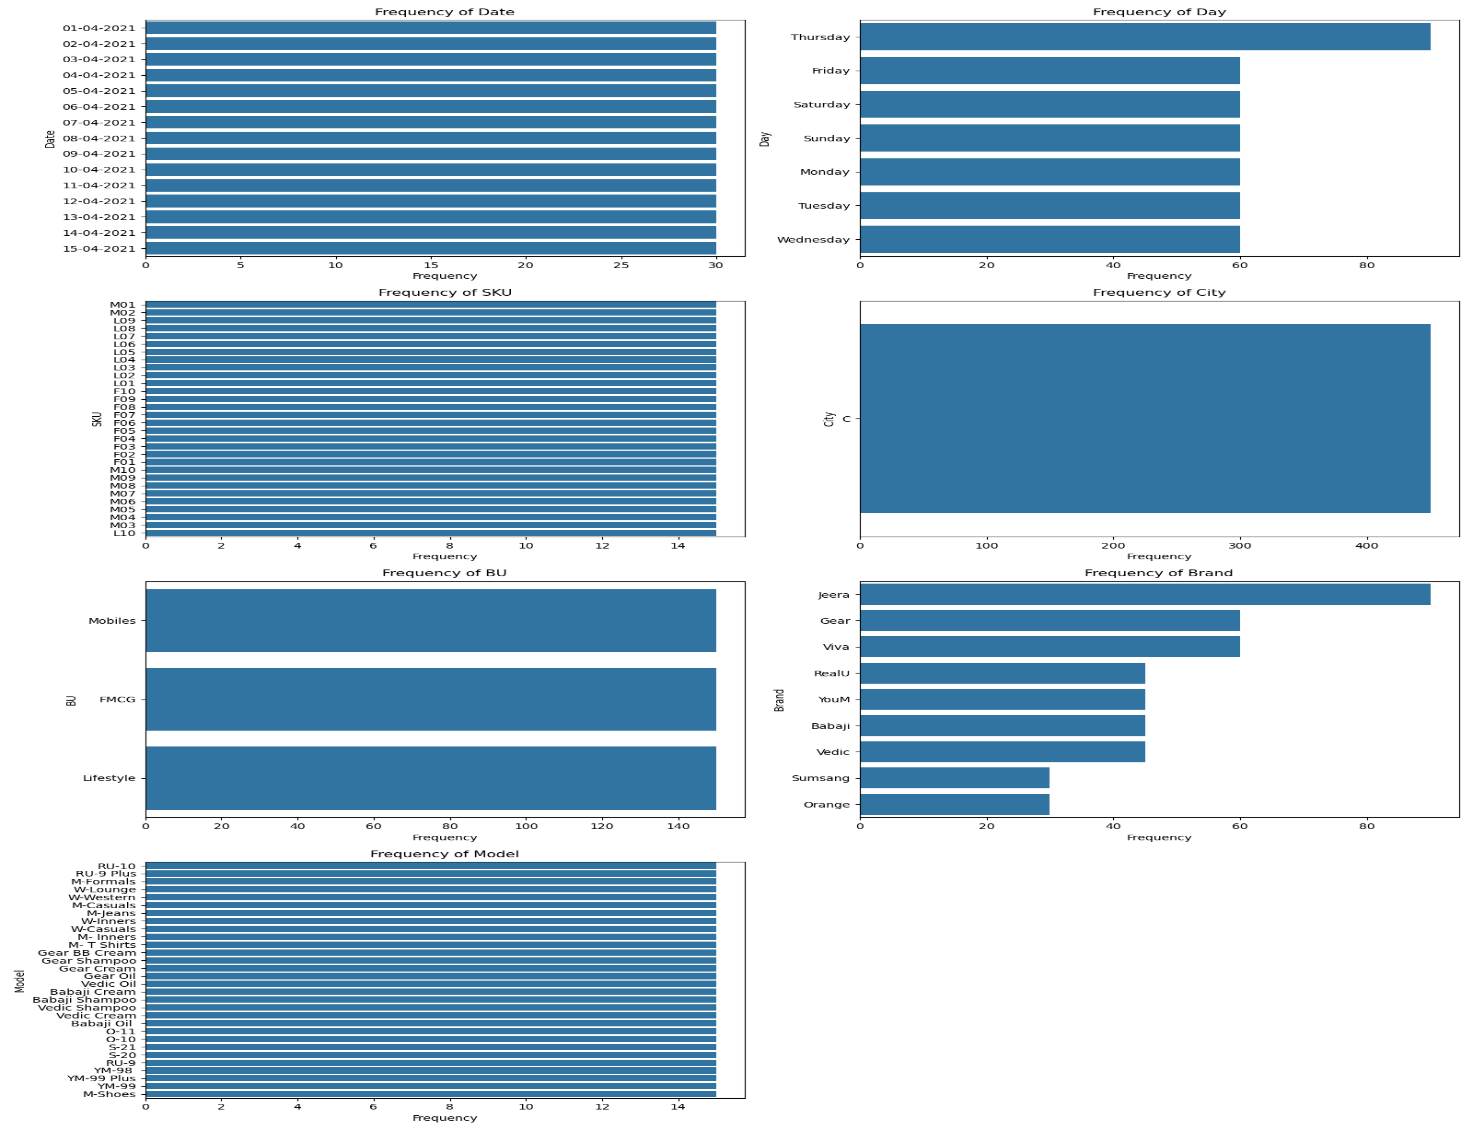 Frequency of Date
Date
01-04-2021
02-04-2021
03-04-2021
04-04-2021
05-04-2021
06-04-2021
07-04-2021
08-04-2021
09-04-2021
10-04-2021
11-04-2021
12-04-2021
13-04-2021
14-04-2021
15-04-2021
0 5 10 15 20 25 30
Frequency
Frequency of Day
Day
Thursday
Friday
Saturday
Sunday
Monday
Tuesday
Wednesday
0 20 40 60 80
Frequency
Frequency of SKU
SKU
M01
M02
L09
L08
L07
L06
L05
L04
L03
L02
L01
F10
F09
F08
F07
F06
F05
F04
F03
F02
F01
M10
M09
M08
M07
M06
M05
M04
M03
L10
0 2 4 6 8 10 12 14
Frequency
Frequency of City
City
C
0 100 200 300 400
Frequency
Frequency of BU
BU
Mobiles
FMCG
Lifestyle
0 20 40 60 80 100 120 140
Frequency
Frequency of Brand
Brand
Jeera
Gear
Viva
RealU
YouM
Babaji
Vedic
Sumsang
Orange
0 20 40 60 80
Frequency
Frequency of Model
Model
RU-10
RU-9 Plus
M-Formals
W-Lounge
W-Western
M-Casuals
M-Jeans
W-Inners
W-Casuals
M- Inners
M- T Shirts
Gear BB Cream
Gear Shampoo
Gear Cream
Gear Oil
Vedic Oil
Babaji Cream
Babaji Shampoo
Vedic Shampoo
Vedic Cream
Babaji Oil
O-11
O-10
S-21
S-20
RU-9
YM-98
YM-99 Plus
YM-99
M-Shoes
0 2 4 6 8 10 12 14
Frequency